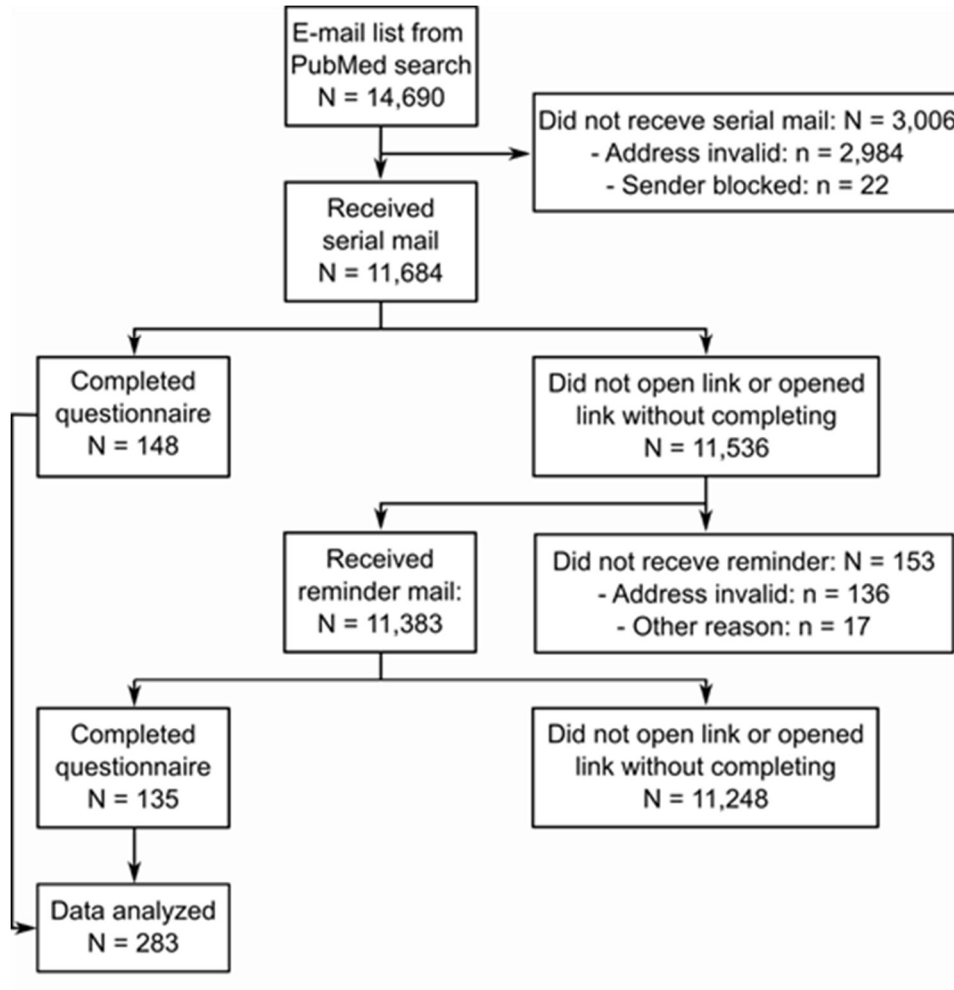 E-mail list from
PubMed search
N = 14,690
Did not receve serial mail: N = 3,006
- Address invalid: n = 2,984
- Sender blocked: n = 22
Received
serial mail
N = 11,684
Completed
questionnaire
N = 148
Did not open link or opened
link without completing
N = 11,536
Received
reminder mail:
N = 11,383
Did not receve reminder: N = 153
- Address invalid: n = 136
- Other reason: n = 17
Completed
questionnaire
N = 135
Did not open link or opened
link without completing
N = 11,248
Data analyzed
N = 283